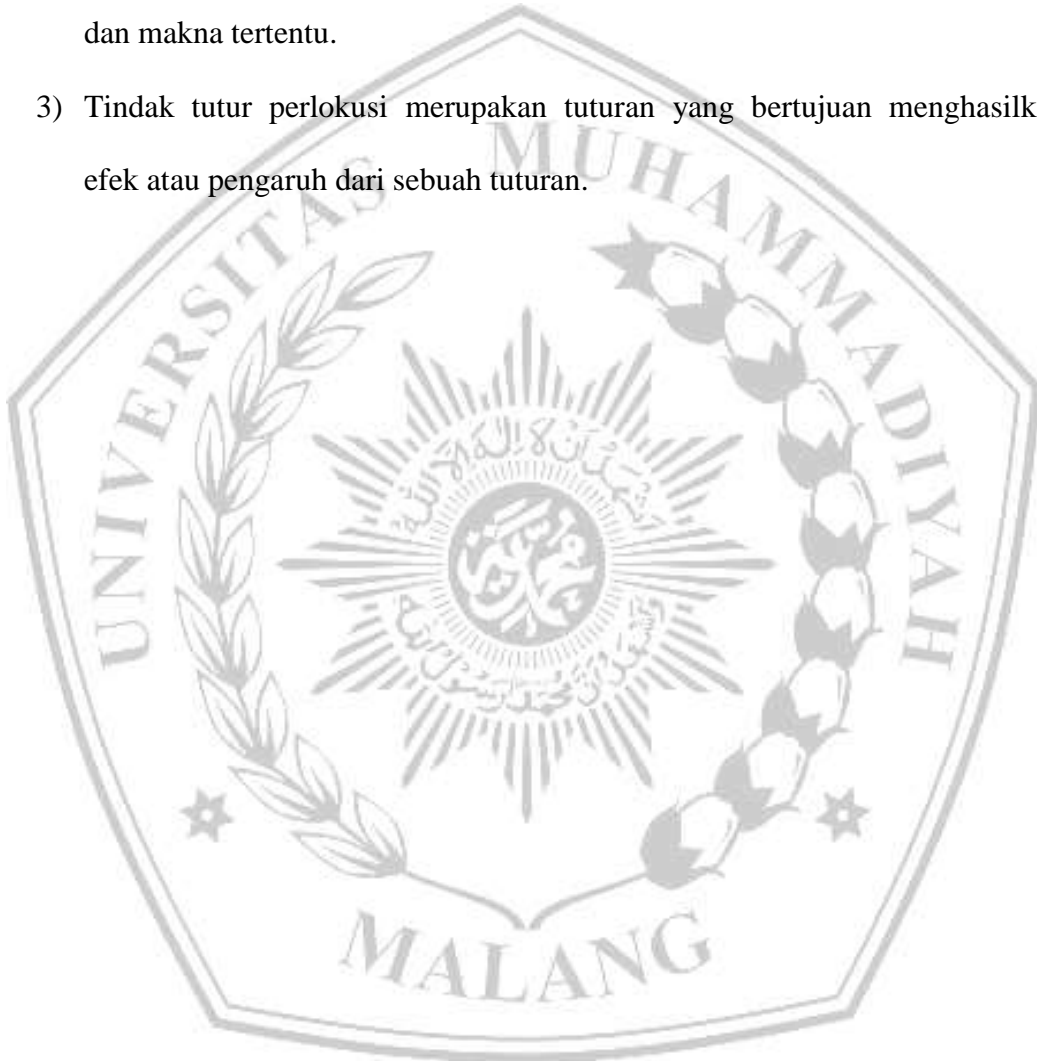 dan makna tertentu.
3) Tindak tutur perlokusi merupakan tuturan yang bertujuan menghasilk
efek atau pengaruh dari sebuah tuturan.
UNIVERSITAS MUHAMMADIYAH
MALANG